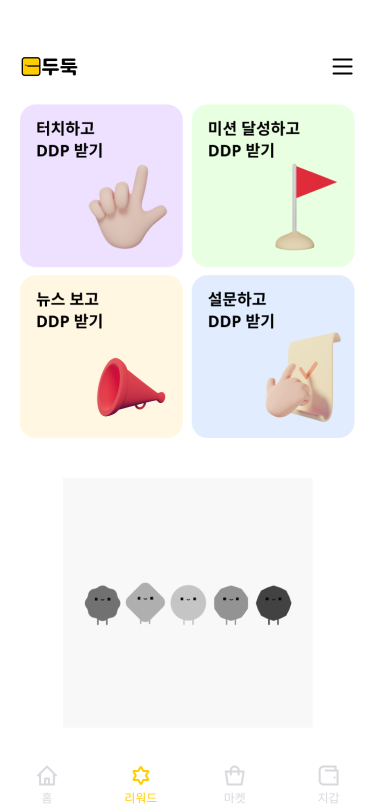 두둑
터치하고
DDP 받기
미션 달성하고
DDP 받기
뉴스 보고
DDP 받기
설문하고
DDP 받기
홈
리워드
마켓
지갑